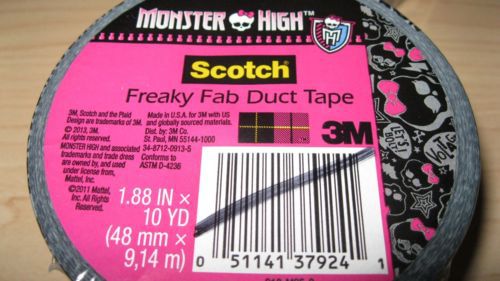 MONSTER HIGH
Scotch
Freaky Fab Duct Tape
3M, Scotch and the Plaid
Design are trademarks of 3M.
© 2013, 3M.
All rights reserved.
MONSTER HIGH and associated
trademarks and trade dress
are owned by, and used
under license from,
Mattel, Inc.
©2011 Mattel,
Inc. All Rights
Reserved.
Made in U.S.A. for 3M with US
and globally sourced materials.
Dist. by: 3M Co.
St. Paul, MN 55144-1000
34-8712-0913-5
Conforms to
ASTM D-4236
3M
1.88 IN ×
10 YD
(48 mm ×
9,14 m)
0 51141 37924 1
LET'S
GO!